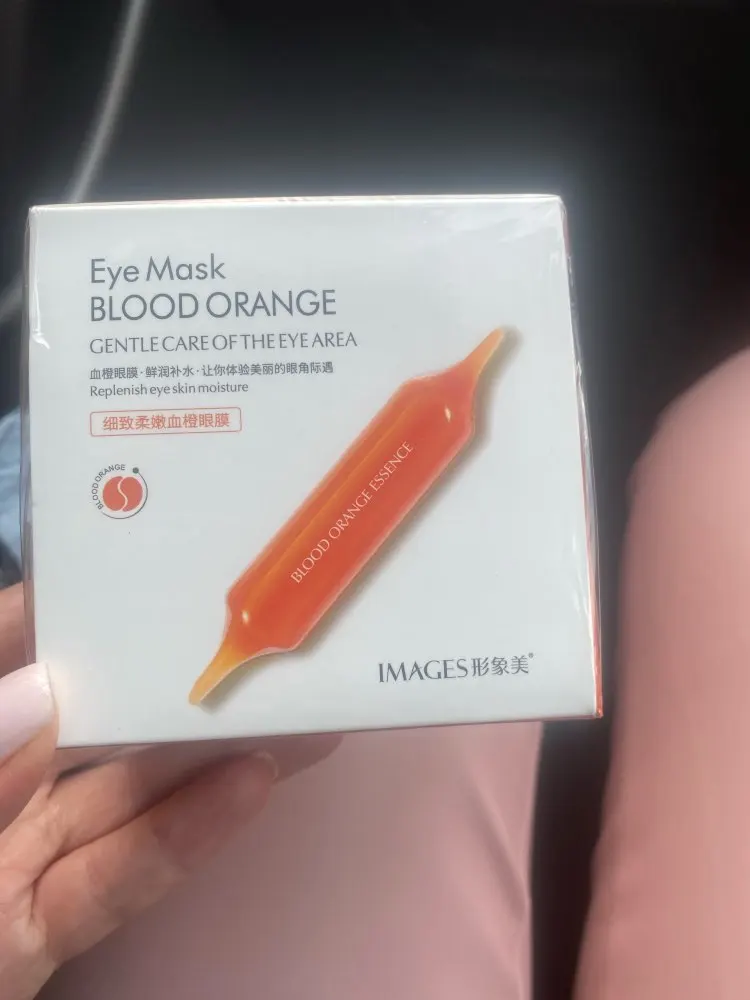 Eye Mask
BLOOD ORANGE
GENTLE CARE OF THE EYE AREA
血橙眼膜·鲜润补水·让你体验美丽的眼角际遇
Replenish eye skin moisture
细致柔嫩血橙眼膜
BLOOD ORANGE
BLOOD ORANGE ESSENCE
IMAGES形象美®